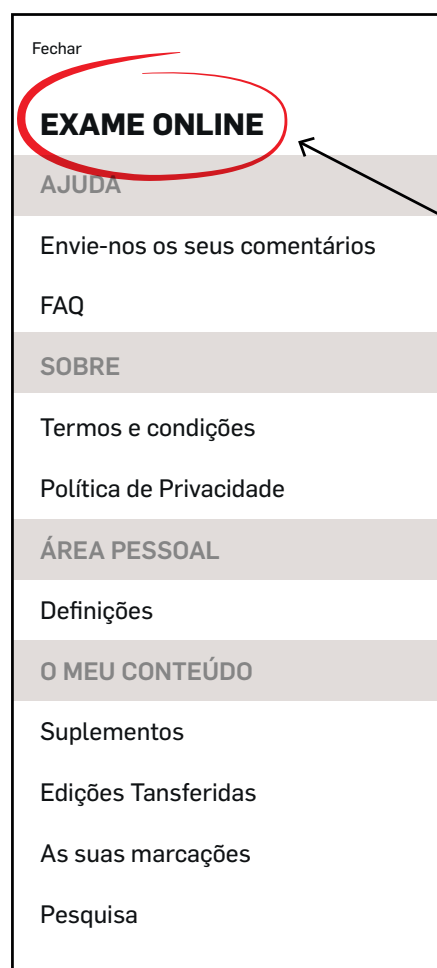 Fechar
EXAME ONLINE
AJUDA
Envie-nos os seus comentários
FAQ
SOBRE
Termos e condições
Política de Privacidade
ÁREA PESSOAL
Definições
O MEU CONTEÚDO
Suplementos
Edições Tansferidas
As suas marcações
Pesquisa